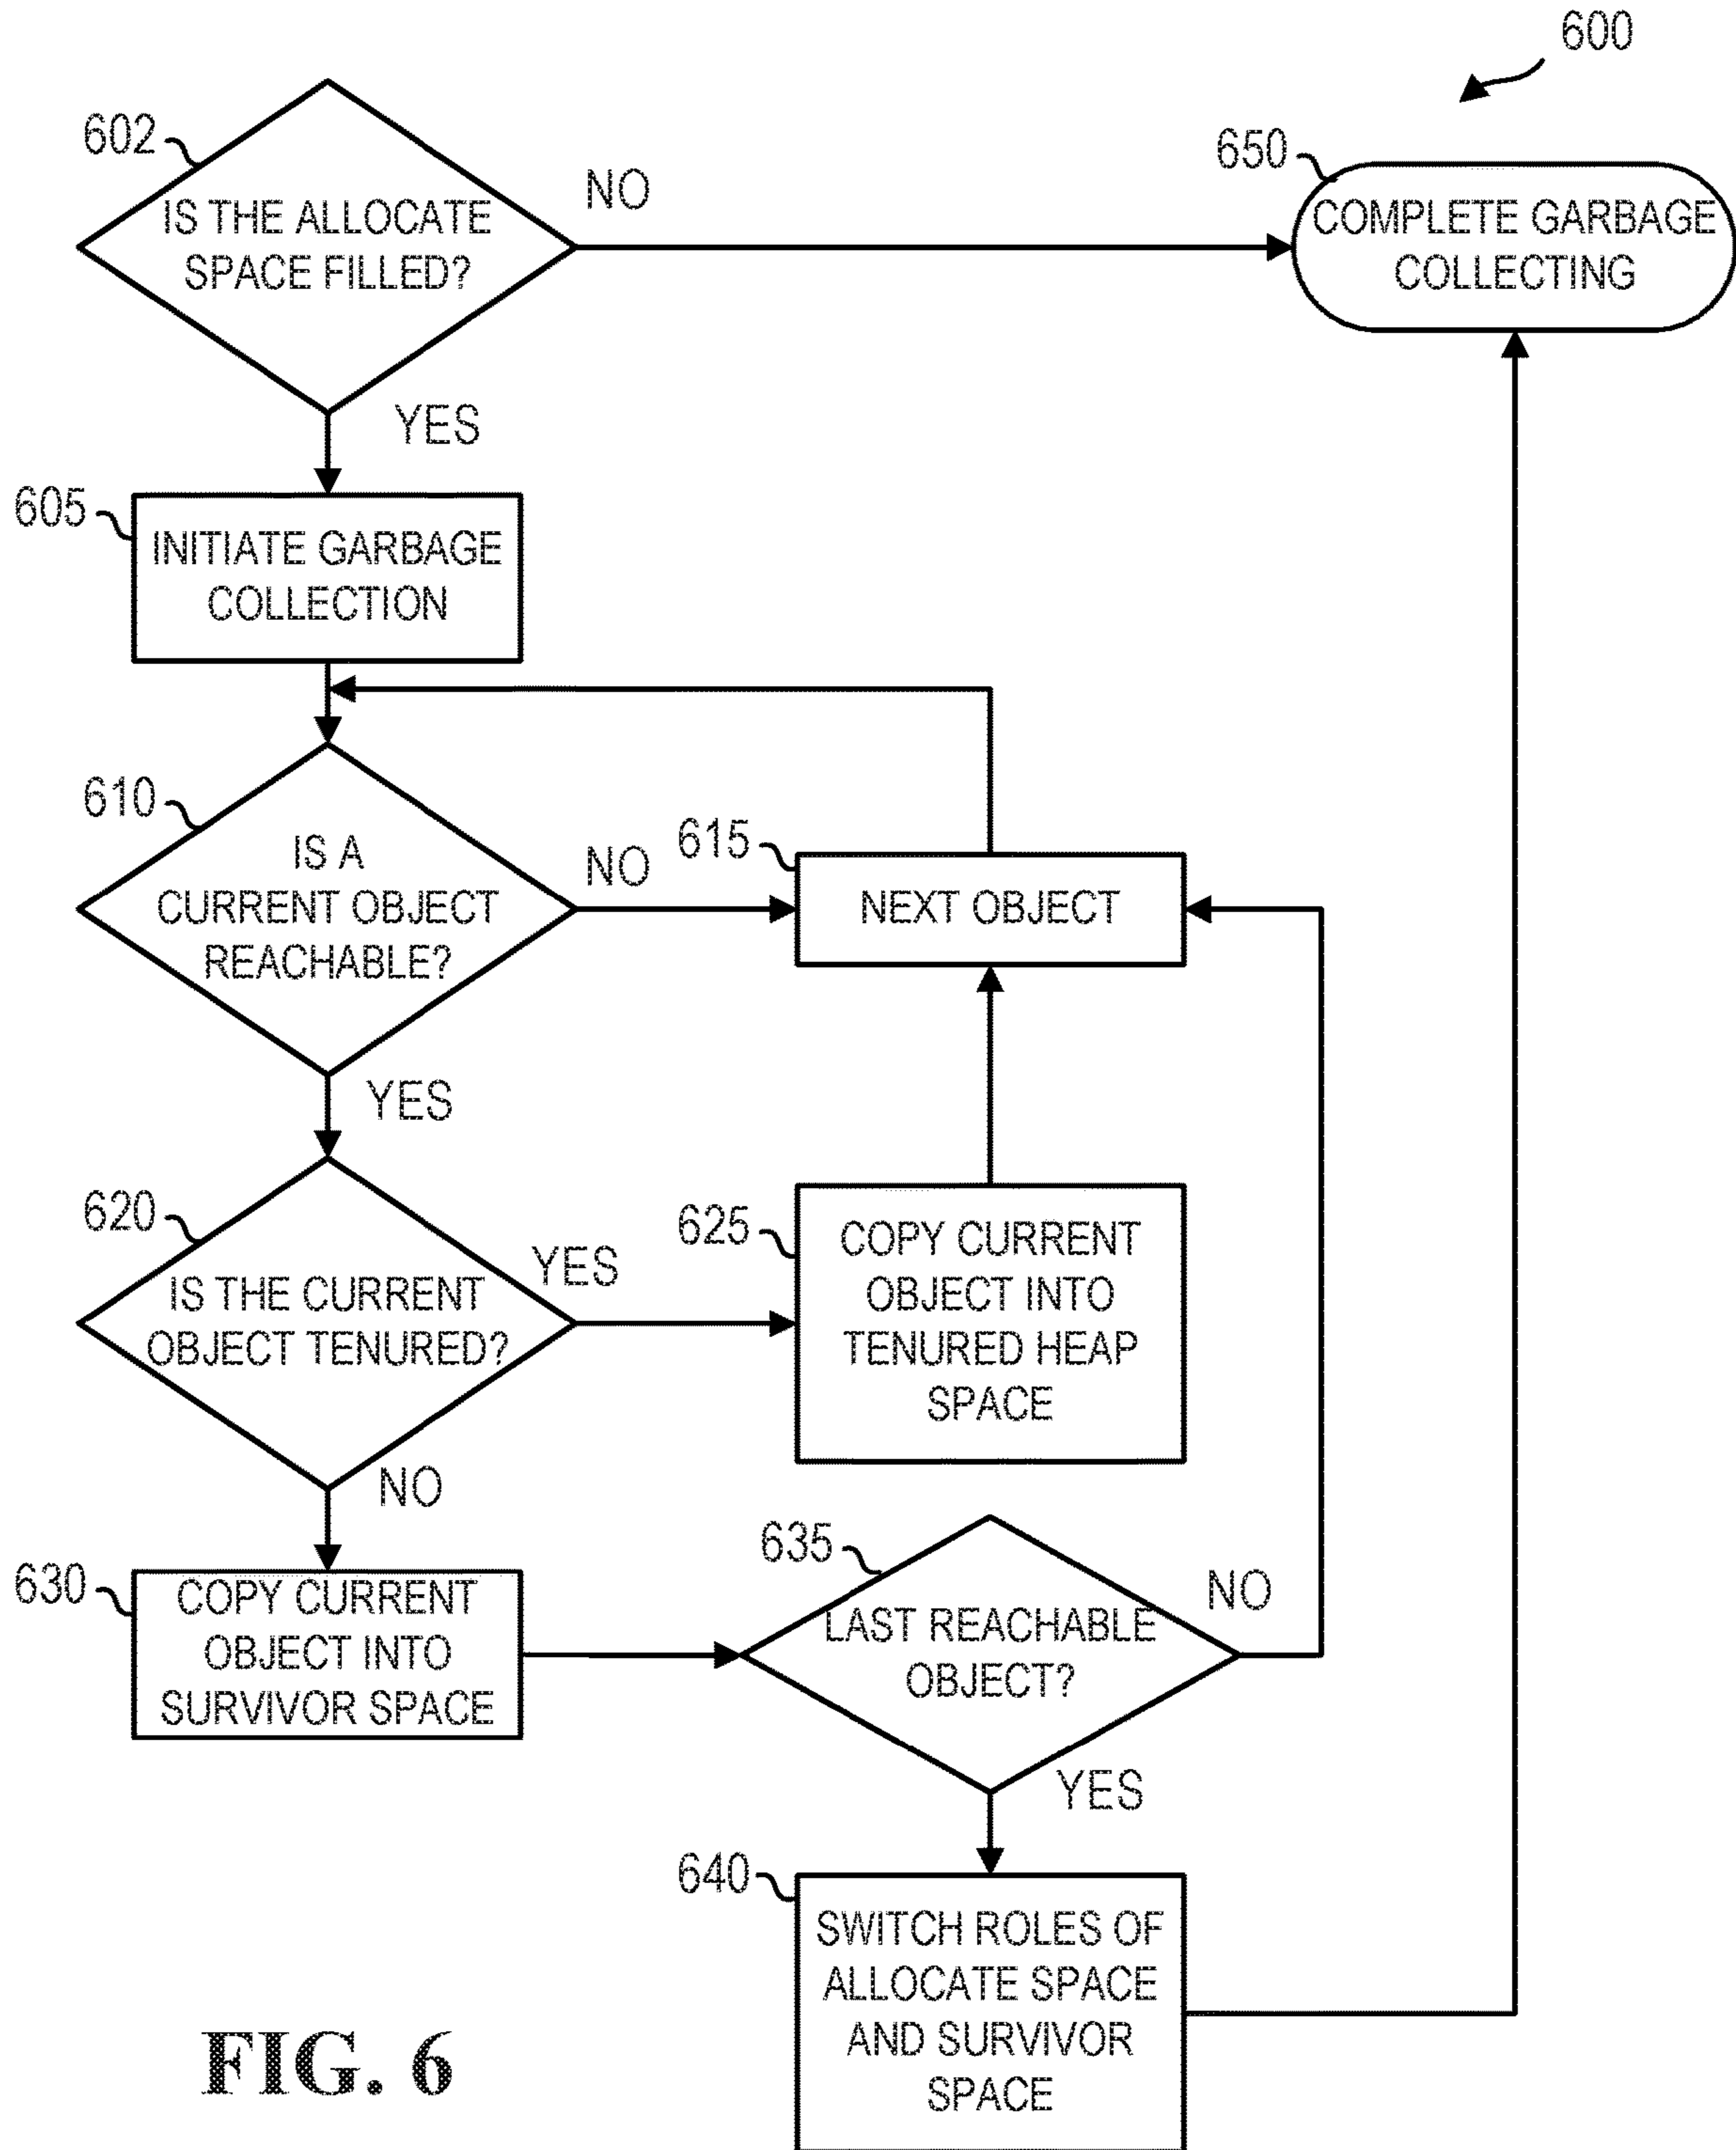 600
602
IS THE ALLOCATE
SPACE FILLED?
NO
650
COMPLETE GARBAGE
COLLECTING
YES
605
INITIATE GARBAGE
COLLECTION
610
IS A
CURRENT OBJECT
REACHABLE?
NO
615
NEXT OBJECT
YES
620
IS THE CURRENT
OBJECT TENURED?
YES
625
COPY CURRENT
OBJECT INTO
TENURED HEAP
SPACE
NO
630
COPY CURRENT
OBJECT INTO
SURVIVOR SPACE
635
LAST REACHABLE
OBJECT?
NO
YES
640
SWITCH ROLES OF
ALLOCATE SPACE
AND SURVIVOR
SPACE
FIG. 6